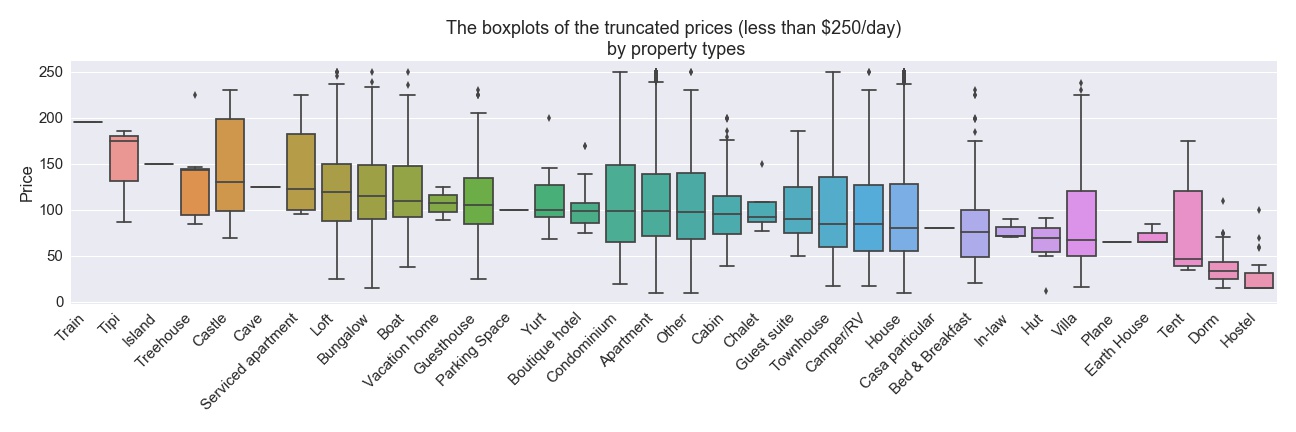 The boxplots of the truncated prices (less than $250/day)
by property types
Price
250
200
150
100
50
0
Train
Tipi
Island
Treehouse
Castle
Cave
Serviced apartment
Loft
Bungalow
Boat
Vacation home
Guesthouse
Parking Space
Yurt
Boutique hotel
Condominium
Apartment
Other
Cabin
Chalet
Guest suite
Townhouse
Camper/RV
House
Casa particular
Bed & Breakfast
In-law
Hut
Villa
Plane
Earth House
Tent
Dorm
Hostel